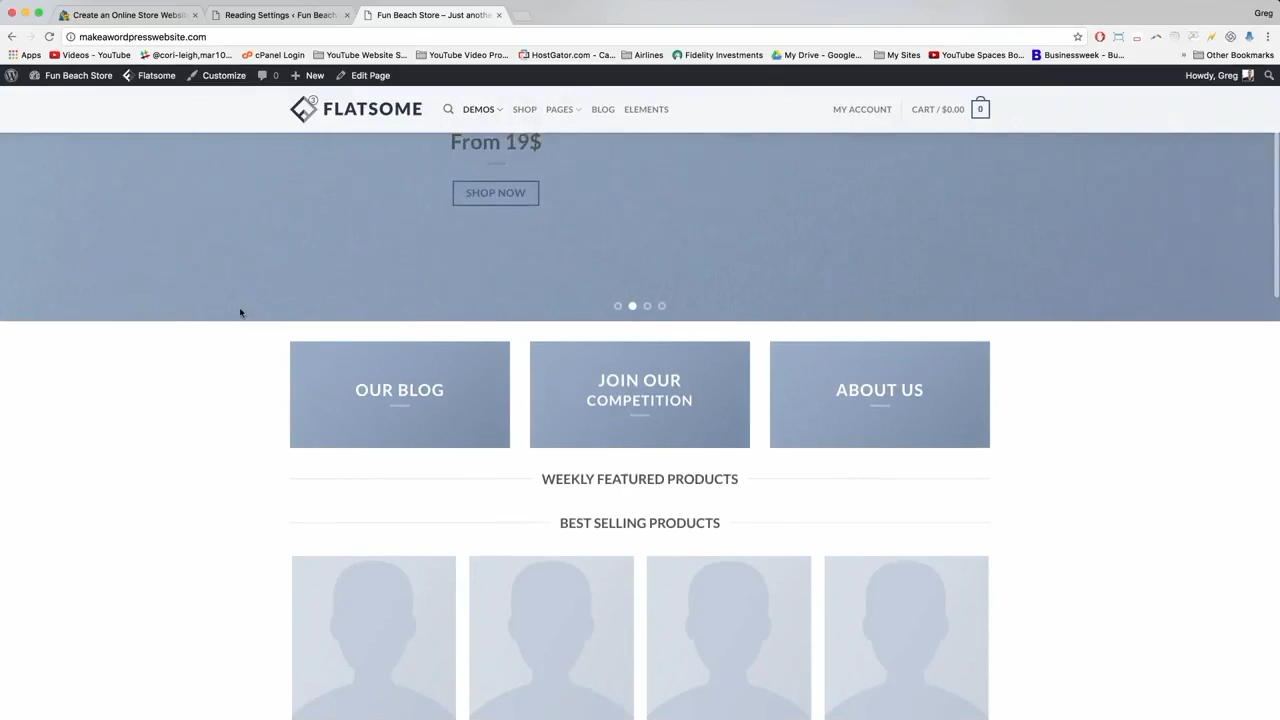 Create an Online Store Websit
Reading Settings ‹ Fun Beach
Fun Beach Store – Just anoth
Greg
makeawordpresswebsite.com
Apps
Videos - YouTube
@cori-leigh,mar10...
cPanel Login
YouTube Website S...
YouTube Video Pro...
HostGator.com - Ca...
Airlines
Fidelity Investments
My Drive - Google...
My Sites
YouTube Spaces Bo...
Businessweek - Bu...
»
Other Bookmarks
Fun Beach Store
Flatsome
Customize
0
New
Edit Page
Howdy, Greg
3
FLATSOME
DEMOS
SHOP
PAGES
BLOG
ELEMENTS
MY ACCOUNT
CART / $0.00
0
From 19$
SHOP NOW
OUR BLOG
JOIN OUR
COMPETITION
ABOUT US
WEEKLY FEATURED PRODUCTS
BEST SELLING PRODUCTS